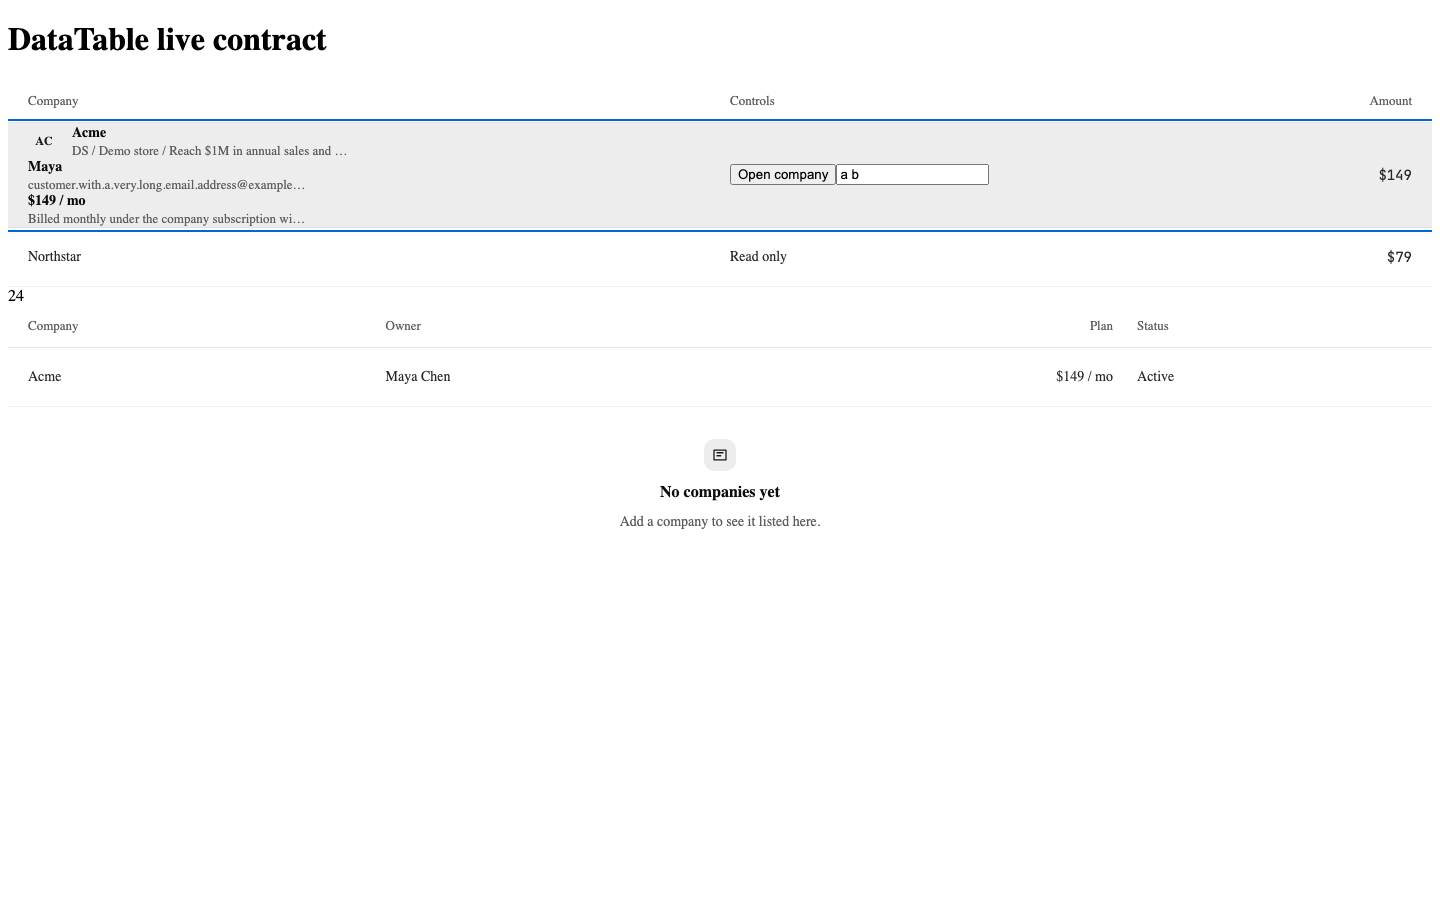 DataTable live contract
Company Controls Amount
AC Acme
DS / Demo store / Reach $1M in annual sales and …
Maya
customer.with.a.very.long.email.address@example…
$149 / mo
Billed monthly under the company subscription wi…
Open company a b $149
Northstar Read only $79
24
Company Owner Plan Status
Acme Maya Chen $149 / mo Active
No companies yet
Add a company to see it listed here.